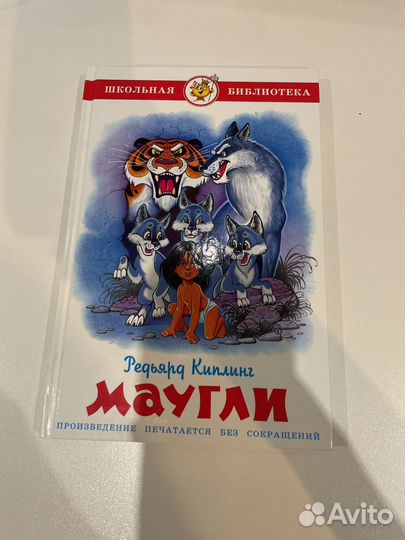 ШКОЛЬНАЯ БИБЛИОТЕКА
Редьярд Киплинг
МАУГЛИ
ПРОИЗВЕДЕНИЕ ПЕЧАТАЕТСЯ БЕЗ СОКРАЩЕНИЙ
Avito